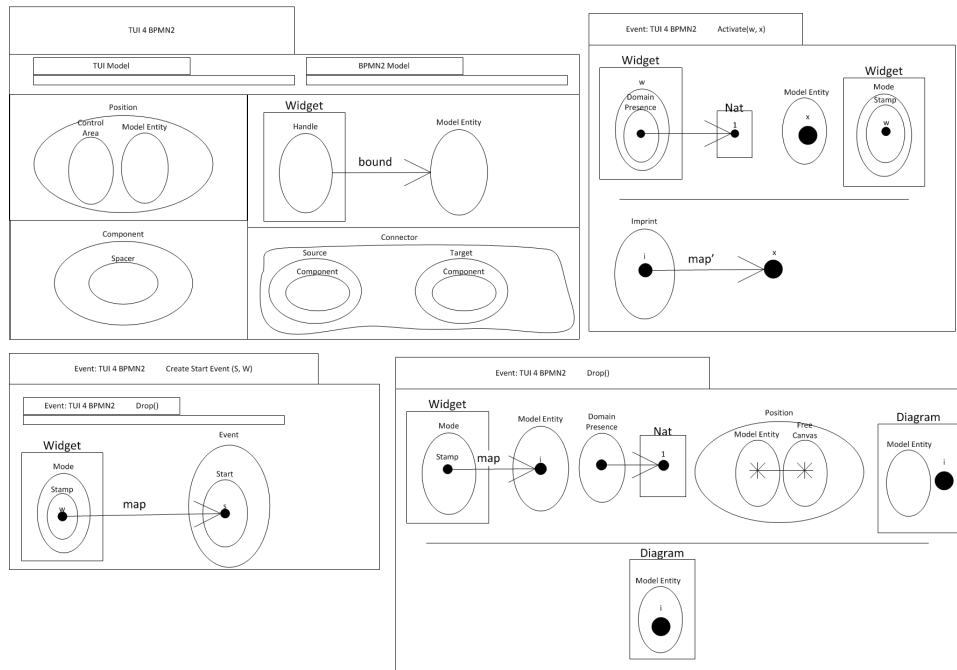 TUI 4 BPMN2
TUI Model
BPMN2 Model
Position
Control
Area
Model Entity
Widget
Handle
bound
Model Entity
Component
Spacer
Connector
Source
Component
Target
Component
Event: TUI 4 BPMN2 Activate(w, x)
Widget
w
Domain
Presence
Nat
1
Model Entity
x
Widget
Mode
Stamp
w
Imprint
i
map'
x
Event: TUI 4 BPMN2 Create Start Event (S, W)
Event: TUI 4 BPMN2 Drop()
Widget
Mode
Stamp
w
map
Event
Start
s
Event: TUI 4 BPMN2 Drop()
Widget
Mode
Stamp
map
Model Entity
i
Domain
Presence
Nat
1
Position
Model Entity
Free
Canvas
Diagram
Model Entity
i
Diagram
Model Entity
i